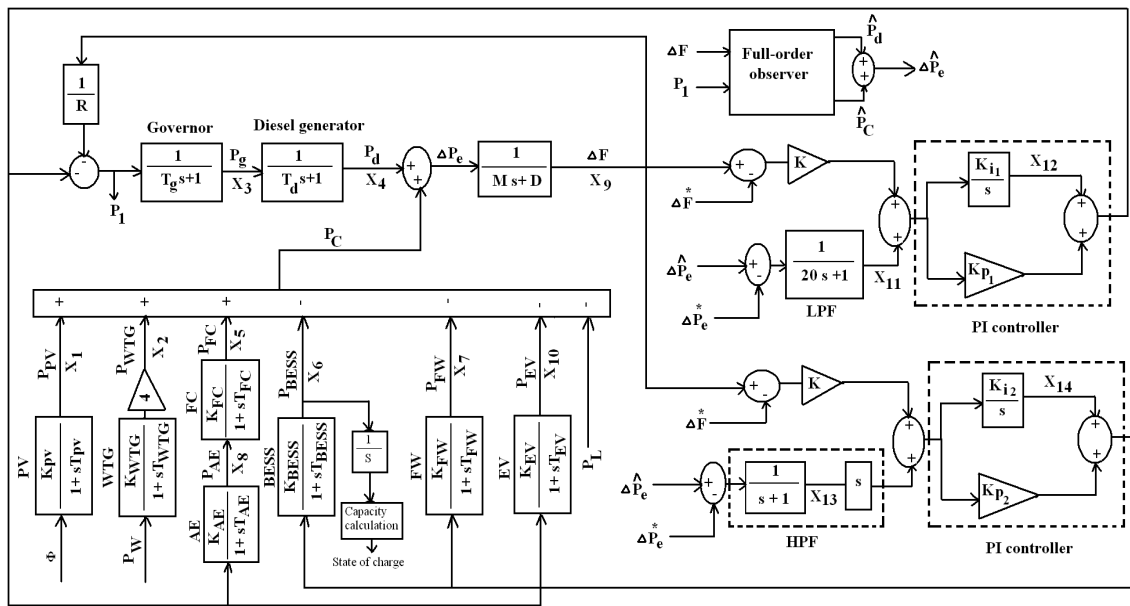 1
R
-
-
P1
Governor
1
Tg s+1
Pg
X3
Diesel generator
1
Td s+1
Pd
X4
+
+
ΔPe
1
M s+ D
ΔF
X9
ΔF
P1
Full-order
observer
P̂d
+
+
P̂C
ΔP̂e
+
-
ΔF*
K
+
+
ΔP̂e
+
-
ΔP*e
1
20 s +1
X11
LPF
Ki1
s
X12
Kp1
+
+
PI controller
PC
+
+
+
-
-
-
-
PPV
X1
PWTG
X2
PFC
X5
PBESS
X6
PFW
X7
PEV
X10
PL
PV
Kpv
1+ sTpv
Φ
4
WTG
KWTG
1+ sTWTG
PW
FC
KFC
1+ sTFC
PAE
X8
AE
KAE
1+ sTAE
BESS
KBESS
1+ sTBESS
1
S
Capacity
calculation
State of charge
FW
KFW
1+ sTFW
EV
KEV
1+ sTEV
+
-
ΔF*
K
+
+
ΔP̂e
+
-
ΔP*e
1
s + 1
X13
s
HPF
Ki2
s
X14
Kp2
+
+
PI controller